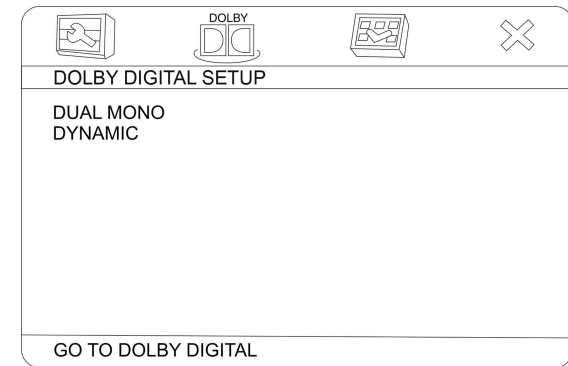 DOLBY
DOLBY DIGITAL SETUP
DUAL MONO
DYNAMIC
GO TO DOLBY DIGITAL